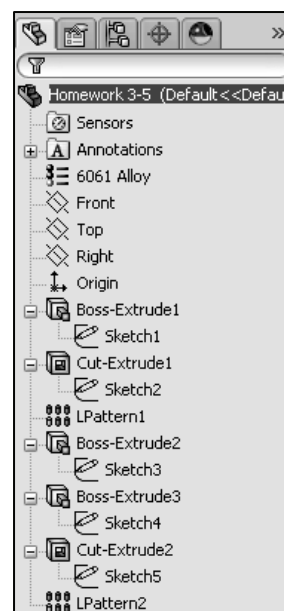 Homework 3-5 (Default<<Defau
Sensors
Annotations
6061 Alloy
Front
Top
Right
Origin
Boss-Extrude1
Sketch1
Cut-Extrude1
Sketch2
LPattern1
Boss-Extrude2
Sketch3
Boss-Extrude3
Sketch4
Cut-Extrude2
Sketch5
LPattern2